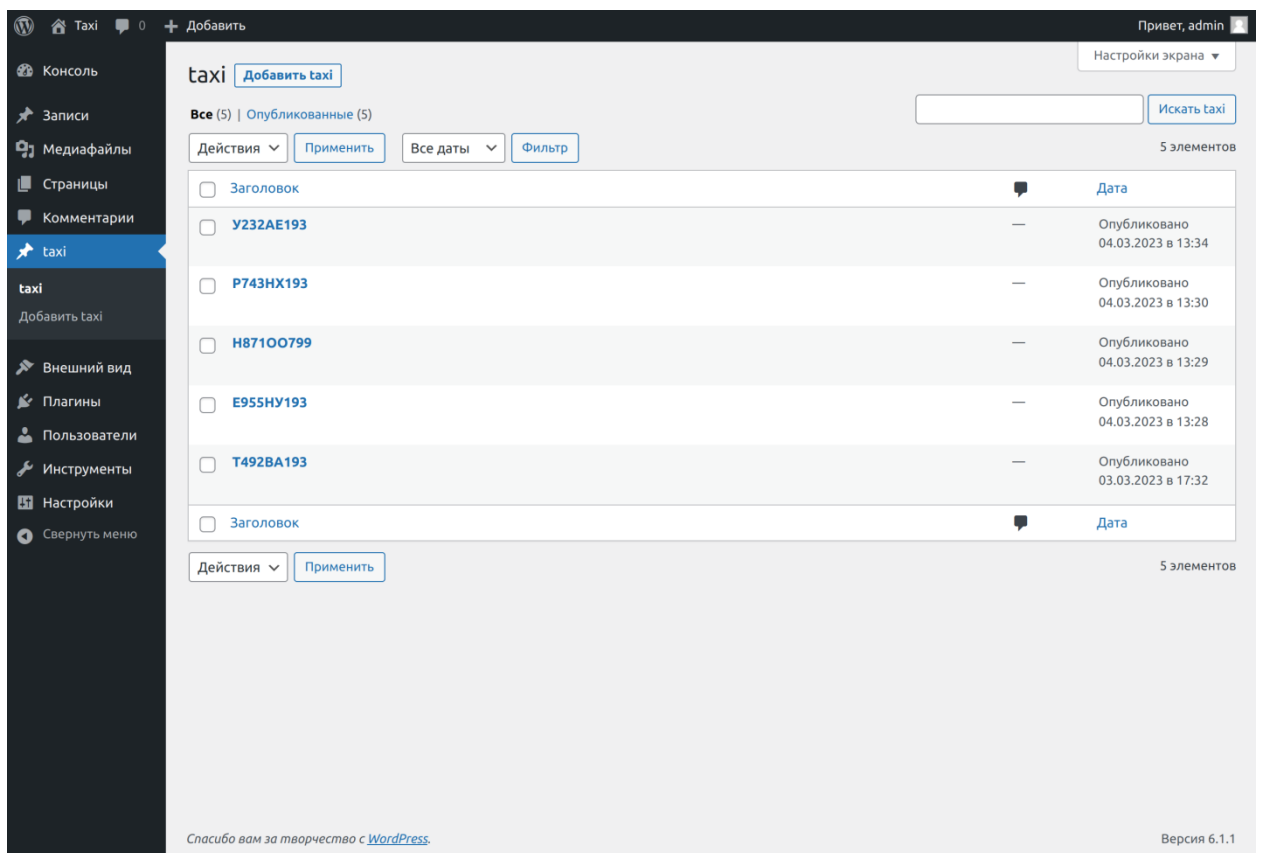 Taxi 0 Добавить Привет, admin
Настройки экрана
Консоль
Записи
Медиафайлы
Страницы
Комментарии
taxi
taxi
Добавить taxi
Внешний вид
Плагины
Пользователи
Инструменты
Настройки
Свернуть меню
taxi Добавить taxi
Все (5) | Опубликованные (5)
Искать taxi
Действия Применить Все даты Фильтр 5 элементов
Заголовок Дата
У232АЕ193 — Опубликовано
04.03.2023 в 13:34
Р743НХ193 — Опубликовано
04.03.2023 в 13:30
Н871ОО799 — Опубликовано
04.03.2023 в 13:29
Е955НУ193 — Опубликовано
04.03.2023 в 13:28
Т492ВА193 — Опубликовано
03.03.2023 в 17:32
Заголовок Дата
Действия Применить 5 элементов
Спасибо вам за творчество с WordPress. Версия 6.1.1